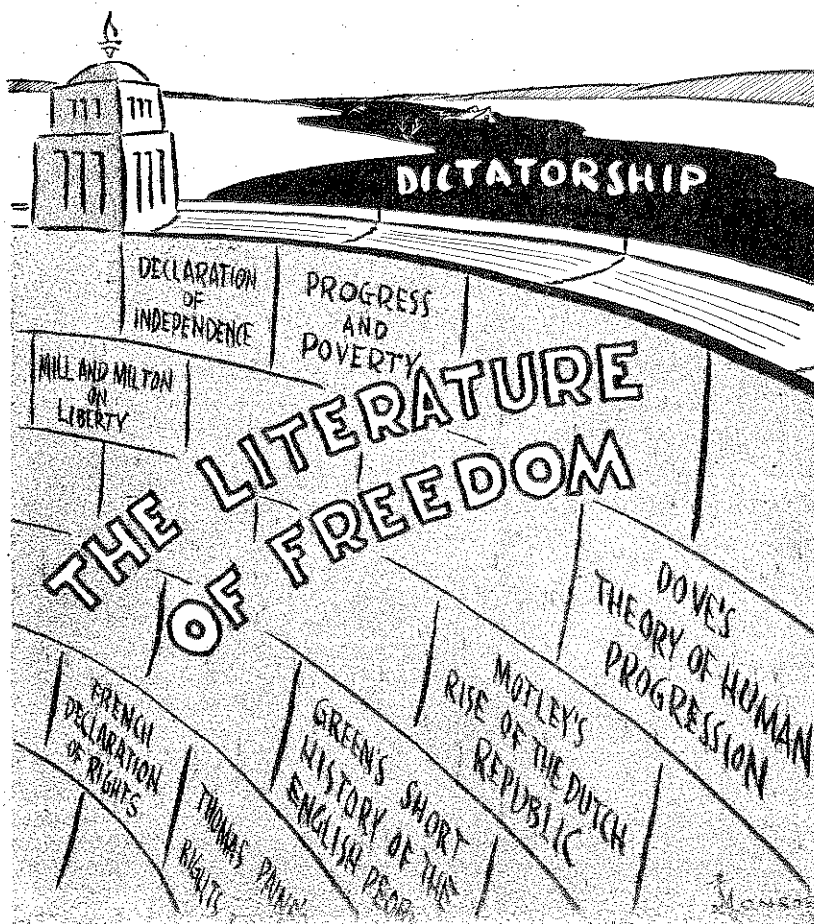 DICTATORSHIP
DECLARATION
OF
INDEPENDENCE
PROGRESS
AND
POVERTY
MILL AND MILTON
ON
LIBERTY
THE LITERATURE
OF FREEDOM
DOVE'S
THEORY OF HUMAN
PROGRESSION
MOTLEY'S
RISE OF THE DUTCH
REPUBLIC
GREEN'S SHORT
HISTORY OF THE
ENGLISH PEOP
FRENCH
DECLARATION
OF RIGHTS
THOMAS PAINE
RIGHTS